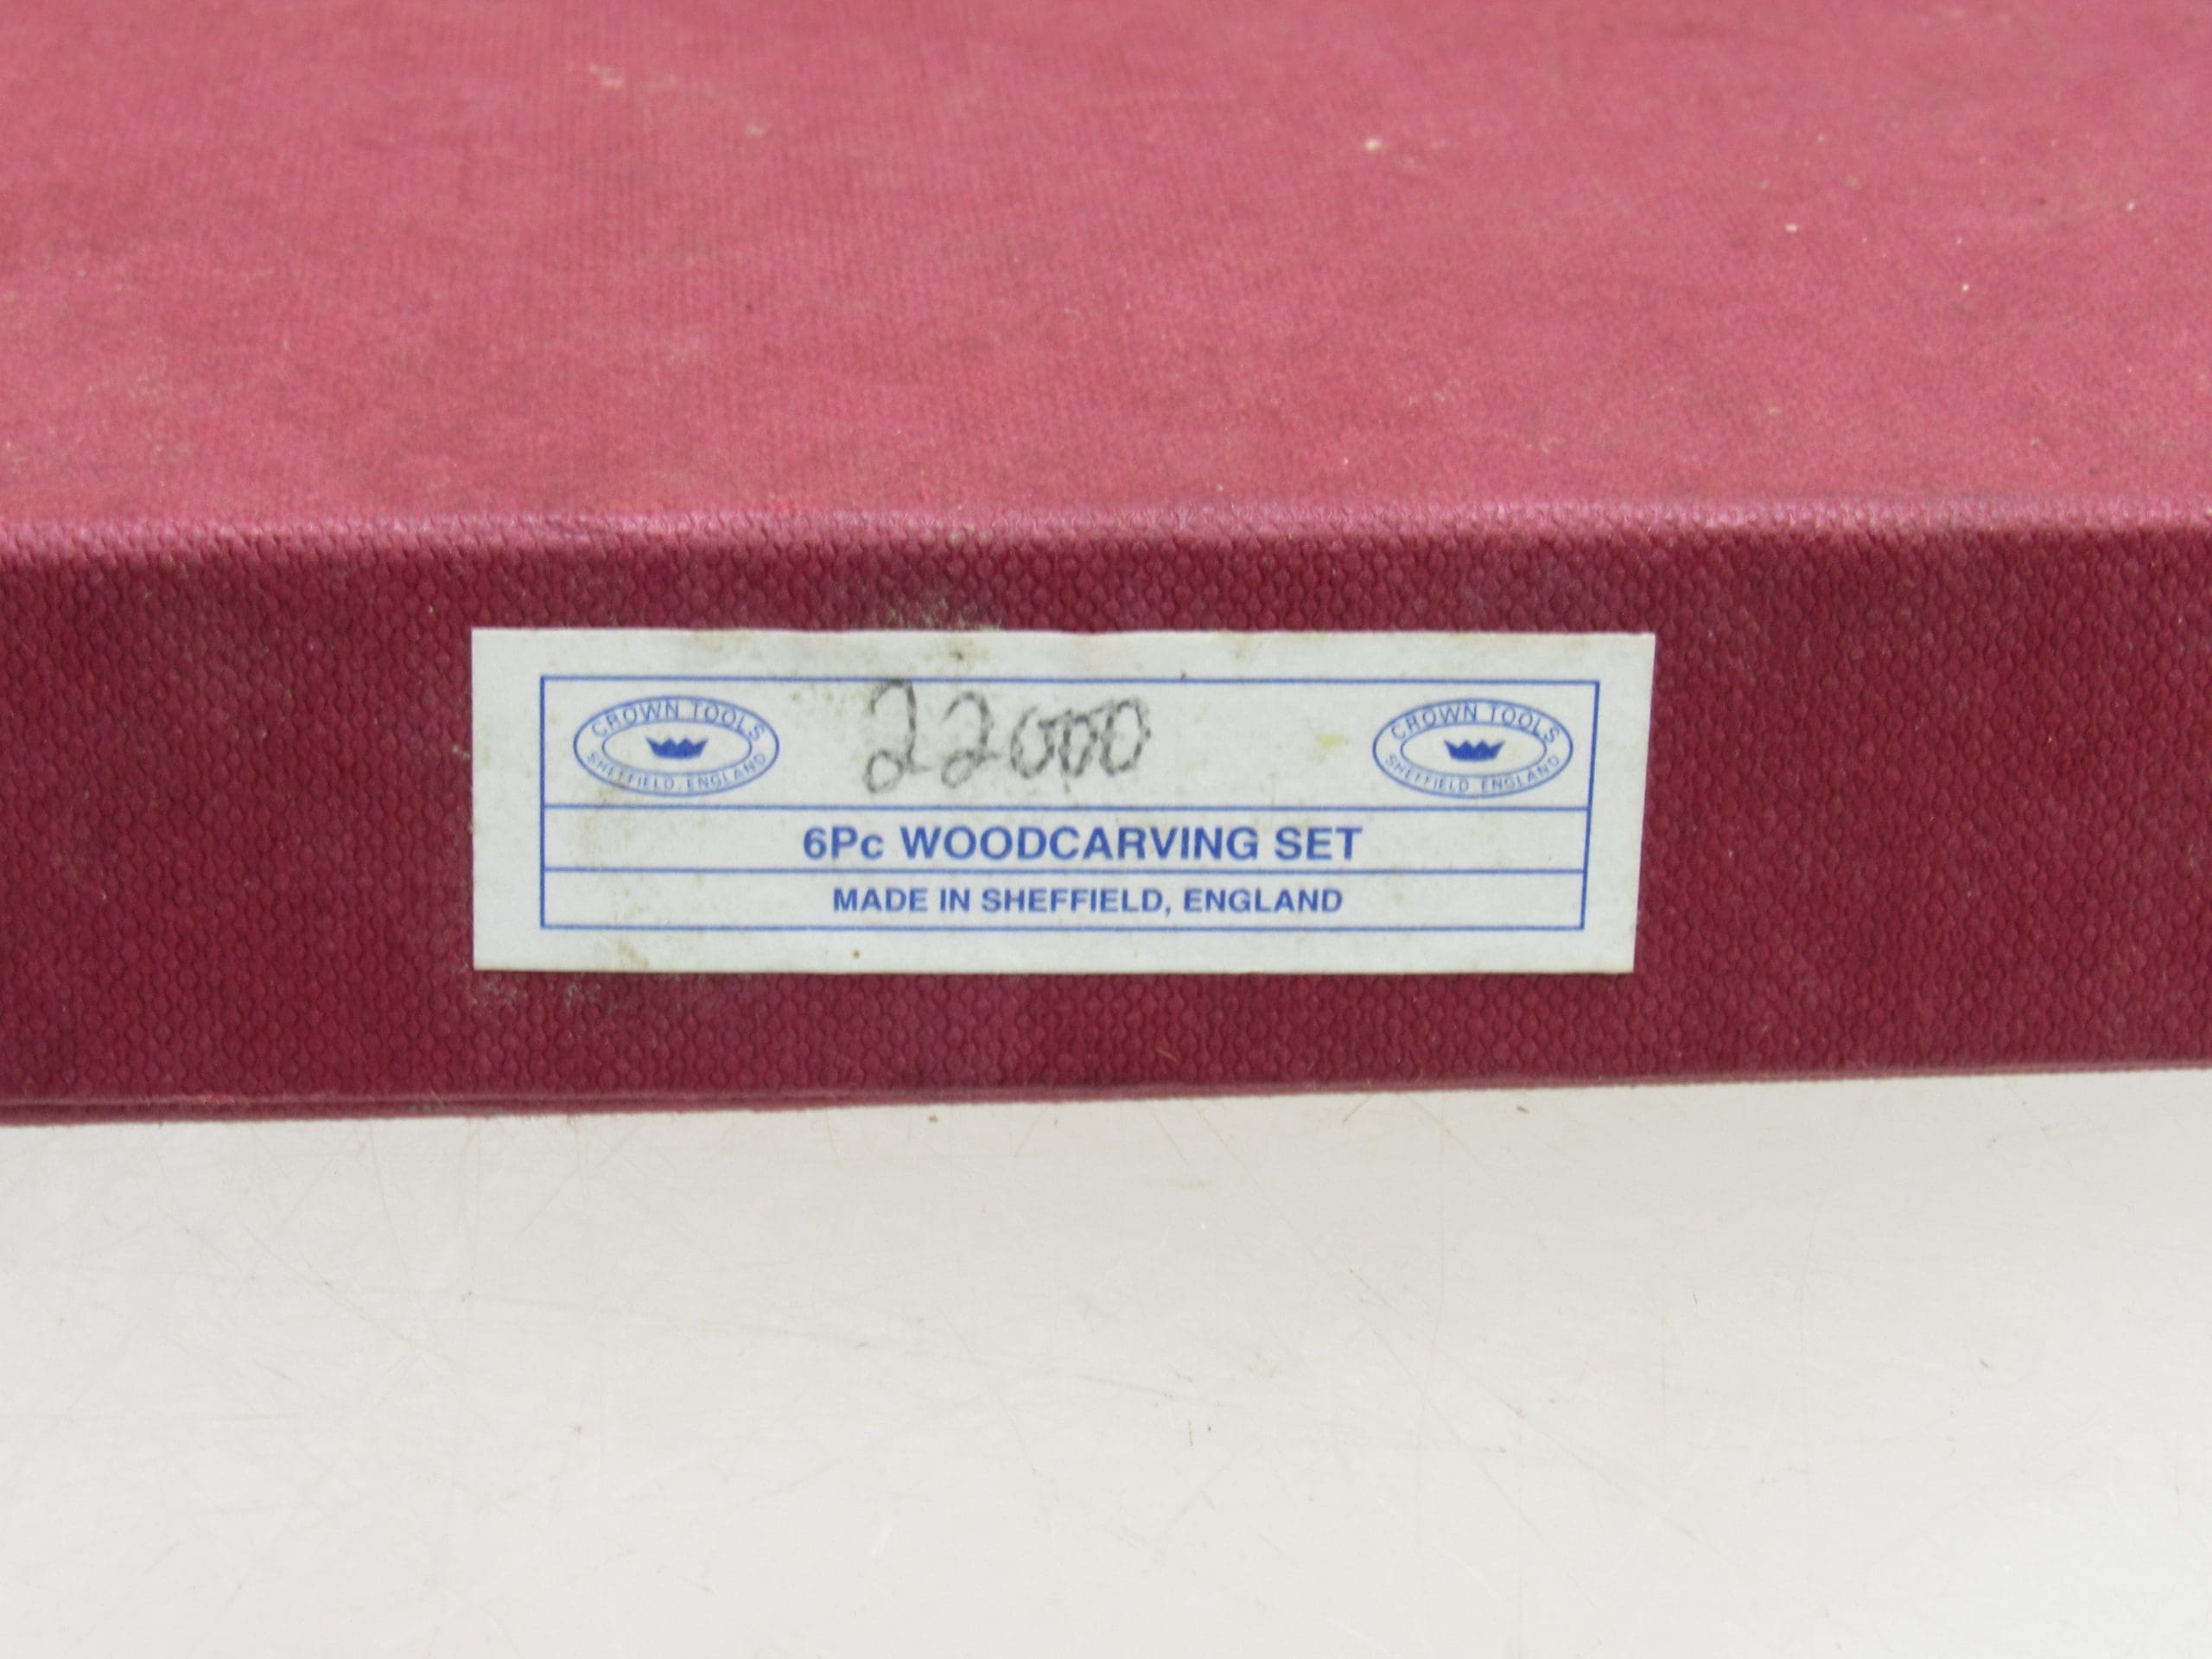 CROWN TOOLS
SHEFFIELD, ENGLAND
22000
CROWN TOOLS
SHEFFIELD ENGLAND
6Pc WOODCARVING SET
MADE IN SHEFFIELD, ENGLAND